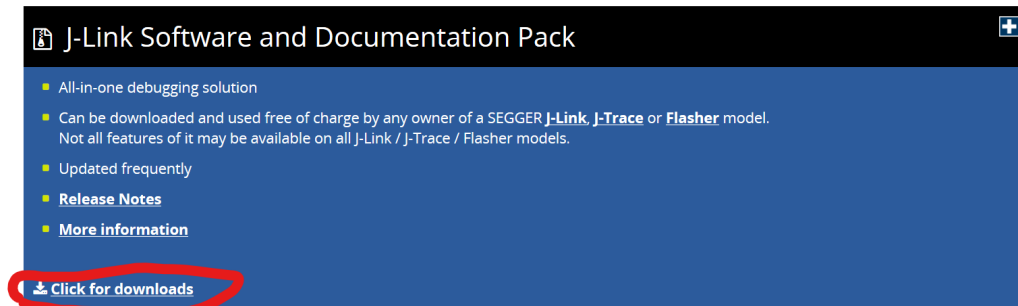 J-Link Software and Documentation Pack
All-in-one debugging solution
Can be downloaded and used free of charge by any owner of a SEGGER J-Link, J-Trace or Flasher model.
Not all features of it may be available on all J-Link / J-Trace / Flasher models.
Updated frequently
Release Notes
More information
Click for downloads